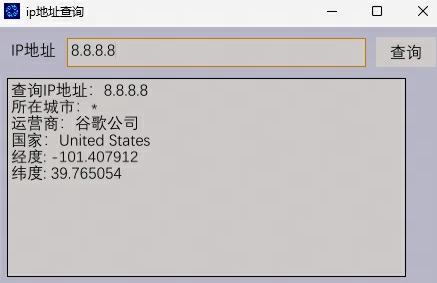 ip地址查询
IP地址 8.8.8.8 查询
查询IP地址：8.8.8.8
所在城市：*
运营商：谷歌公司
国家：United States
经度: -101.407912
纬度: 39.765054